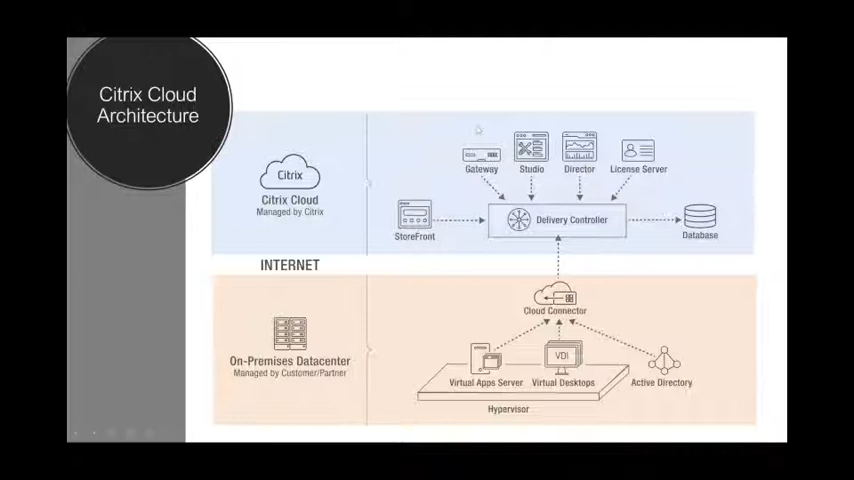 Citrix Cloud
Architecture
Citrix
Citrix Cloud
Managed by Citrix
Gateway
Studio
Director
License Server
StoreFront
Delivery Controller
Database
INTERNET
Cloud Connector
On-Premises Datacenter
Managed by Customer/Partner
VDI
Virtual Apps Server
Virtual Desktops
Active Directory
Hypervisor